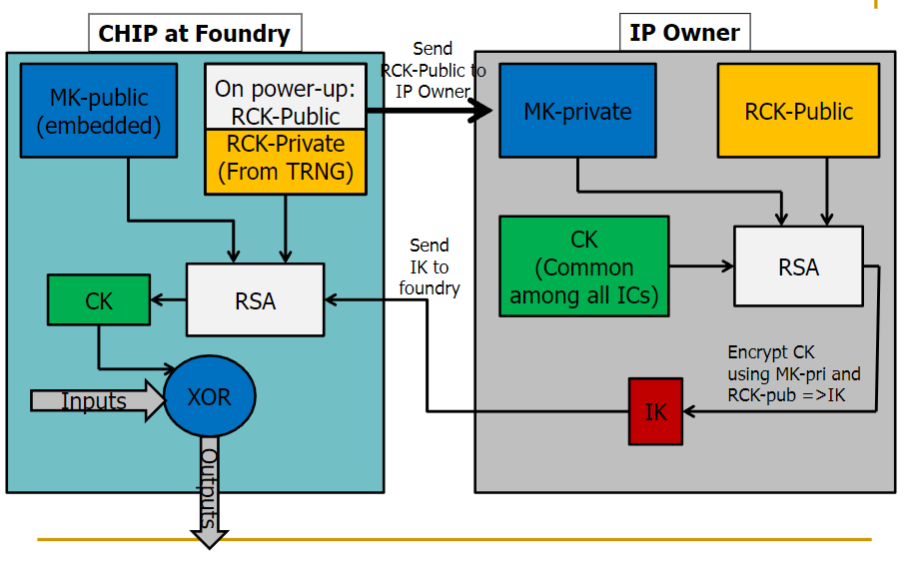 CHIP at Foundry
IP Owner
MK-public
(embedded)
On power-up:
RCK-Public
RCK-Private
(From TRNG)
Send
RCK-Public to
IP Owner
MK-private
RCK-Public
CK
(Common
among all ICs)
RSA
Send
IK to
foundry
CK
RSA
Encrypt CK
using MK-pri and
RCK-pub =>IK
IK
Inputs
XOR
Outputs